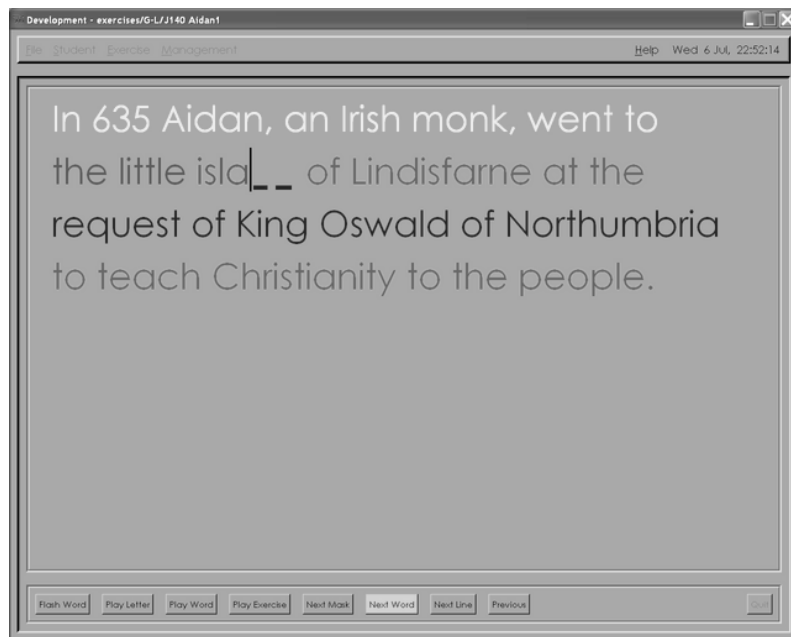 Development - exercises/G-L/J140 Aidan1
File Student Exercise Management Help Wed 6 Jul, 22:52:14
In 635 Aidan, an Irish monk, went to
the little isla_ _ of Lindisfarne at the
request of King Oswald of Northumbria
to teach Christianity to the people.
Flash Word Play Letter Play Word Play Exercise Next Mask Next Word Next Line Previous Quit